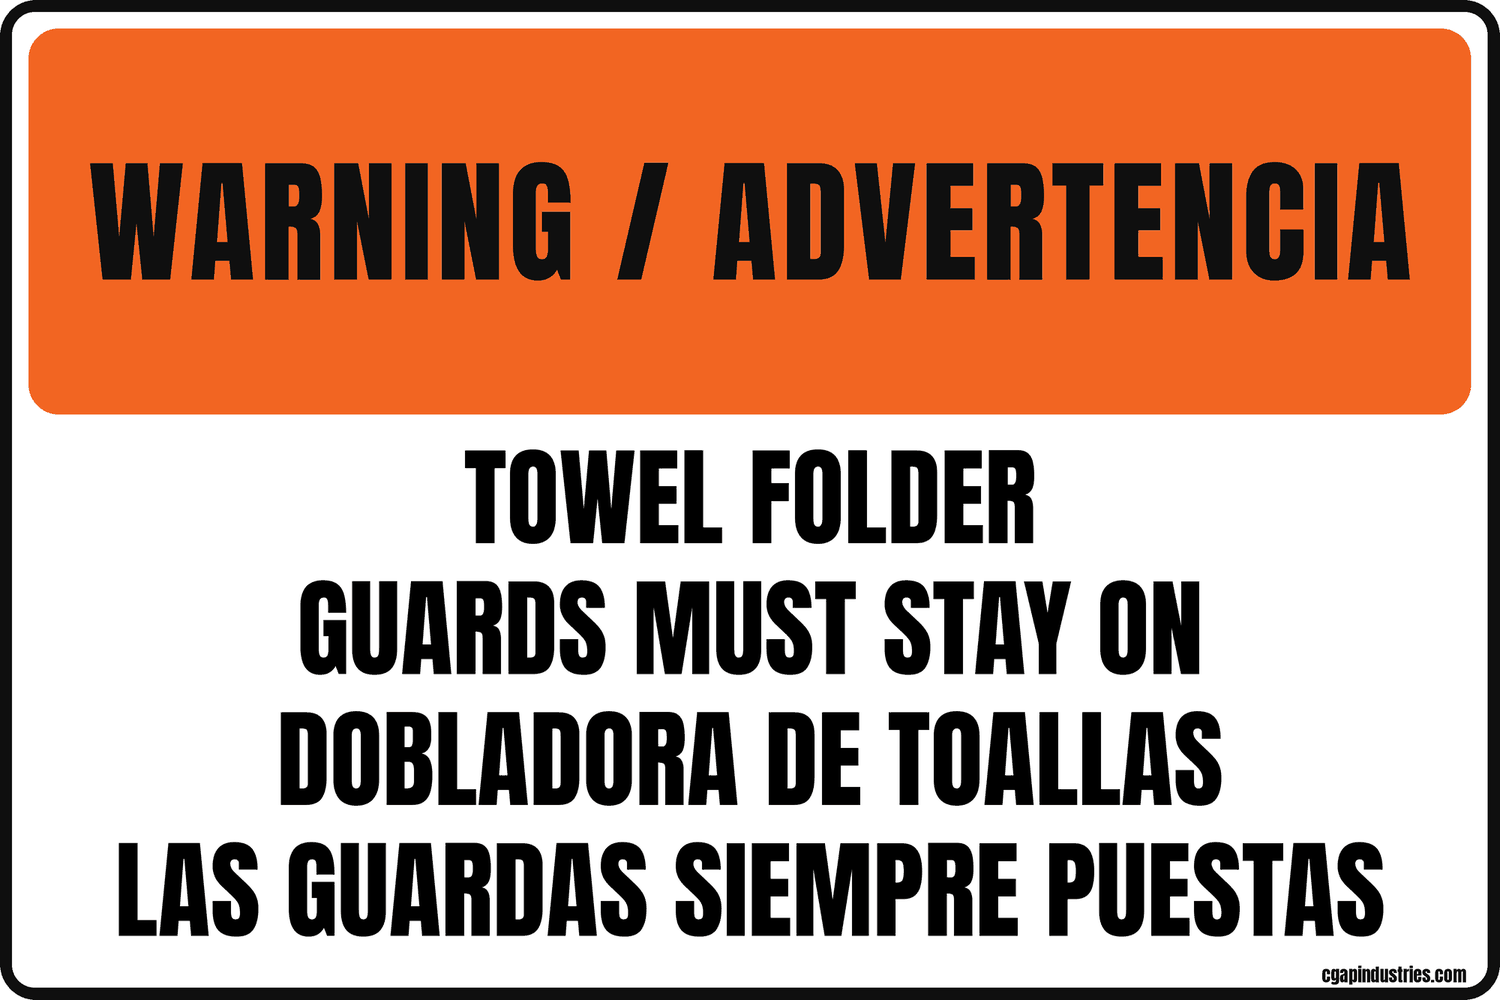 WARNING / ADVERTENCIA
TOWEL FOLDER
GUARDS MUST STAY ON
DOBLADORA DE TOALLAS
LAS GUARDAS SIEMPRE PUESTAS
cgapindustries.com